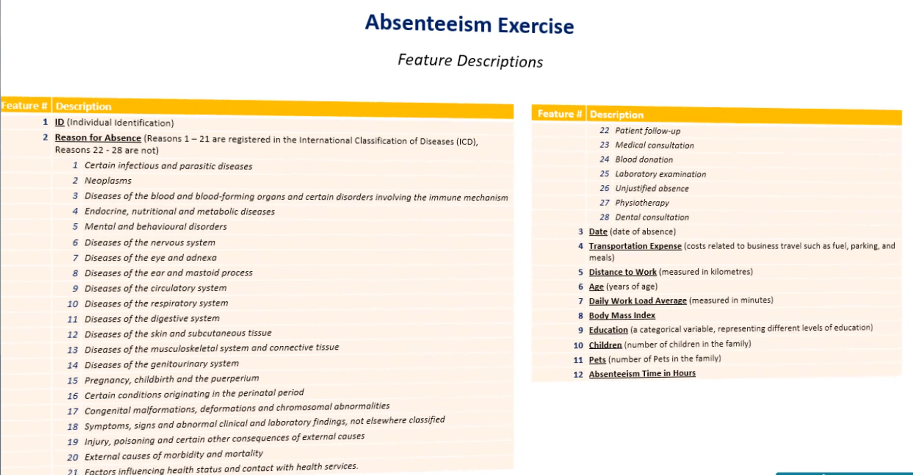 Absenteeism Exercise
Feature Descriptions
Feature # Description
1 ID (Individual Identification)
2 Reason for Absence (Reasons 1 – 21 are registered in the International Classification of Diseases (ICD),
Reasons 22 - 28 are not)
1 Certain infectious and parasitic diseases
2 Neoplasms
3 Diseases of the blood and blood-forming organs and certain disorders involving the immune mechanism
4 Endocrine, nutritional and metabolic diseases
5 Mental and behavioural disorders
6 Diseases of the nervous system
7 Diseases of the eye and adnexa
8 Diseases of the ear and mastoid process
9 Diseases of the circulatory system
10 Diseases of the respiratory system
11 Diseases of the digestive system
12 Diseases of the skin and subcutaneous tissue
13 Diseases of the musculoskeletal system and connective tissue
14 Diseases of the genitourinary system
15 Pregnancy, childbirth and the puerperium
16 Certain conditions originating in the perinatal period
17 Congenital malformations, deformations and chromosomal abnormalities
18 Symptoms, signs and abnormal clinical and laboratory findings, not elsewhere classified
19 Injury, poisoning and certain other consequences of external causes
20 External causes of morbidity and mortality
21 Factors influencing health status and contact with health services.
Feature # Description
22 Patient follow-up
23 Medical consultation
24 Blood donation
25 Laboratory examination
26 Unjustified absence
27 Physiotherapy
28 Dental consultation
3 Date (date of absence)
4 Transportation Expense (costs related to business travel such as fuel, parking, and
meals)
5 Distance to Work (measured in kilometres)
6 Age (years of age)
7 Daily Work Load Average (measured in minutes)
8 Body Mass Index
9 Education (a categorical variable, representing different levels of education)
10 Children (number of children in the family)
11 Pets (number of Pets in the family)
12 Absenteeism Time in Hours